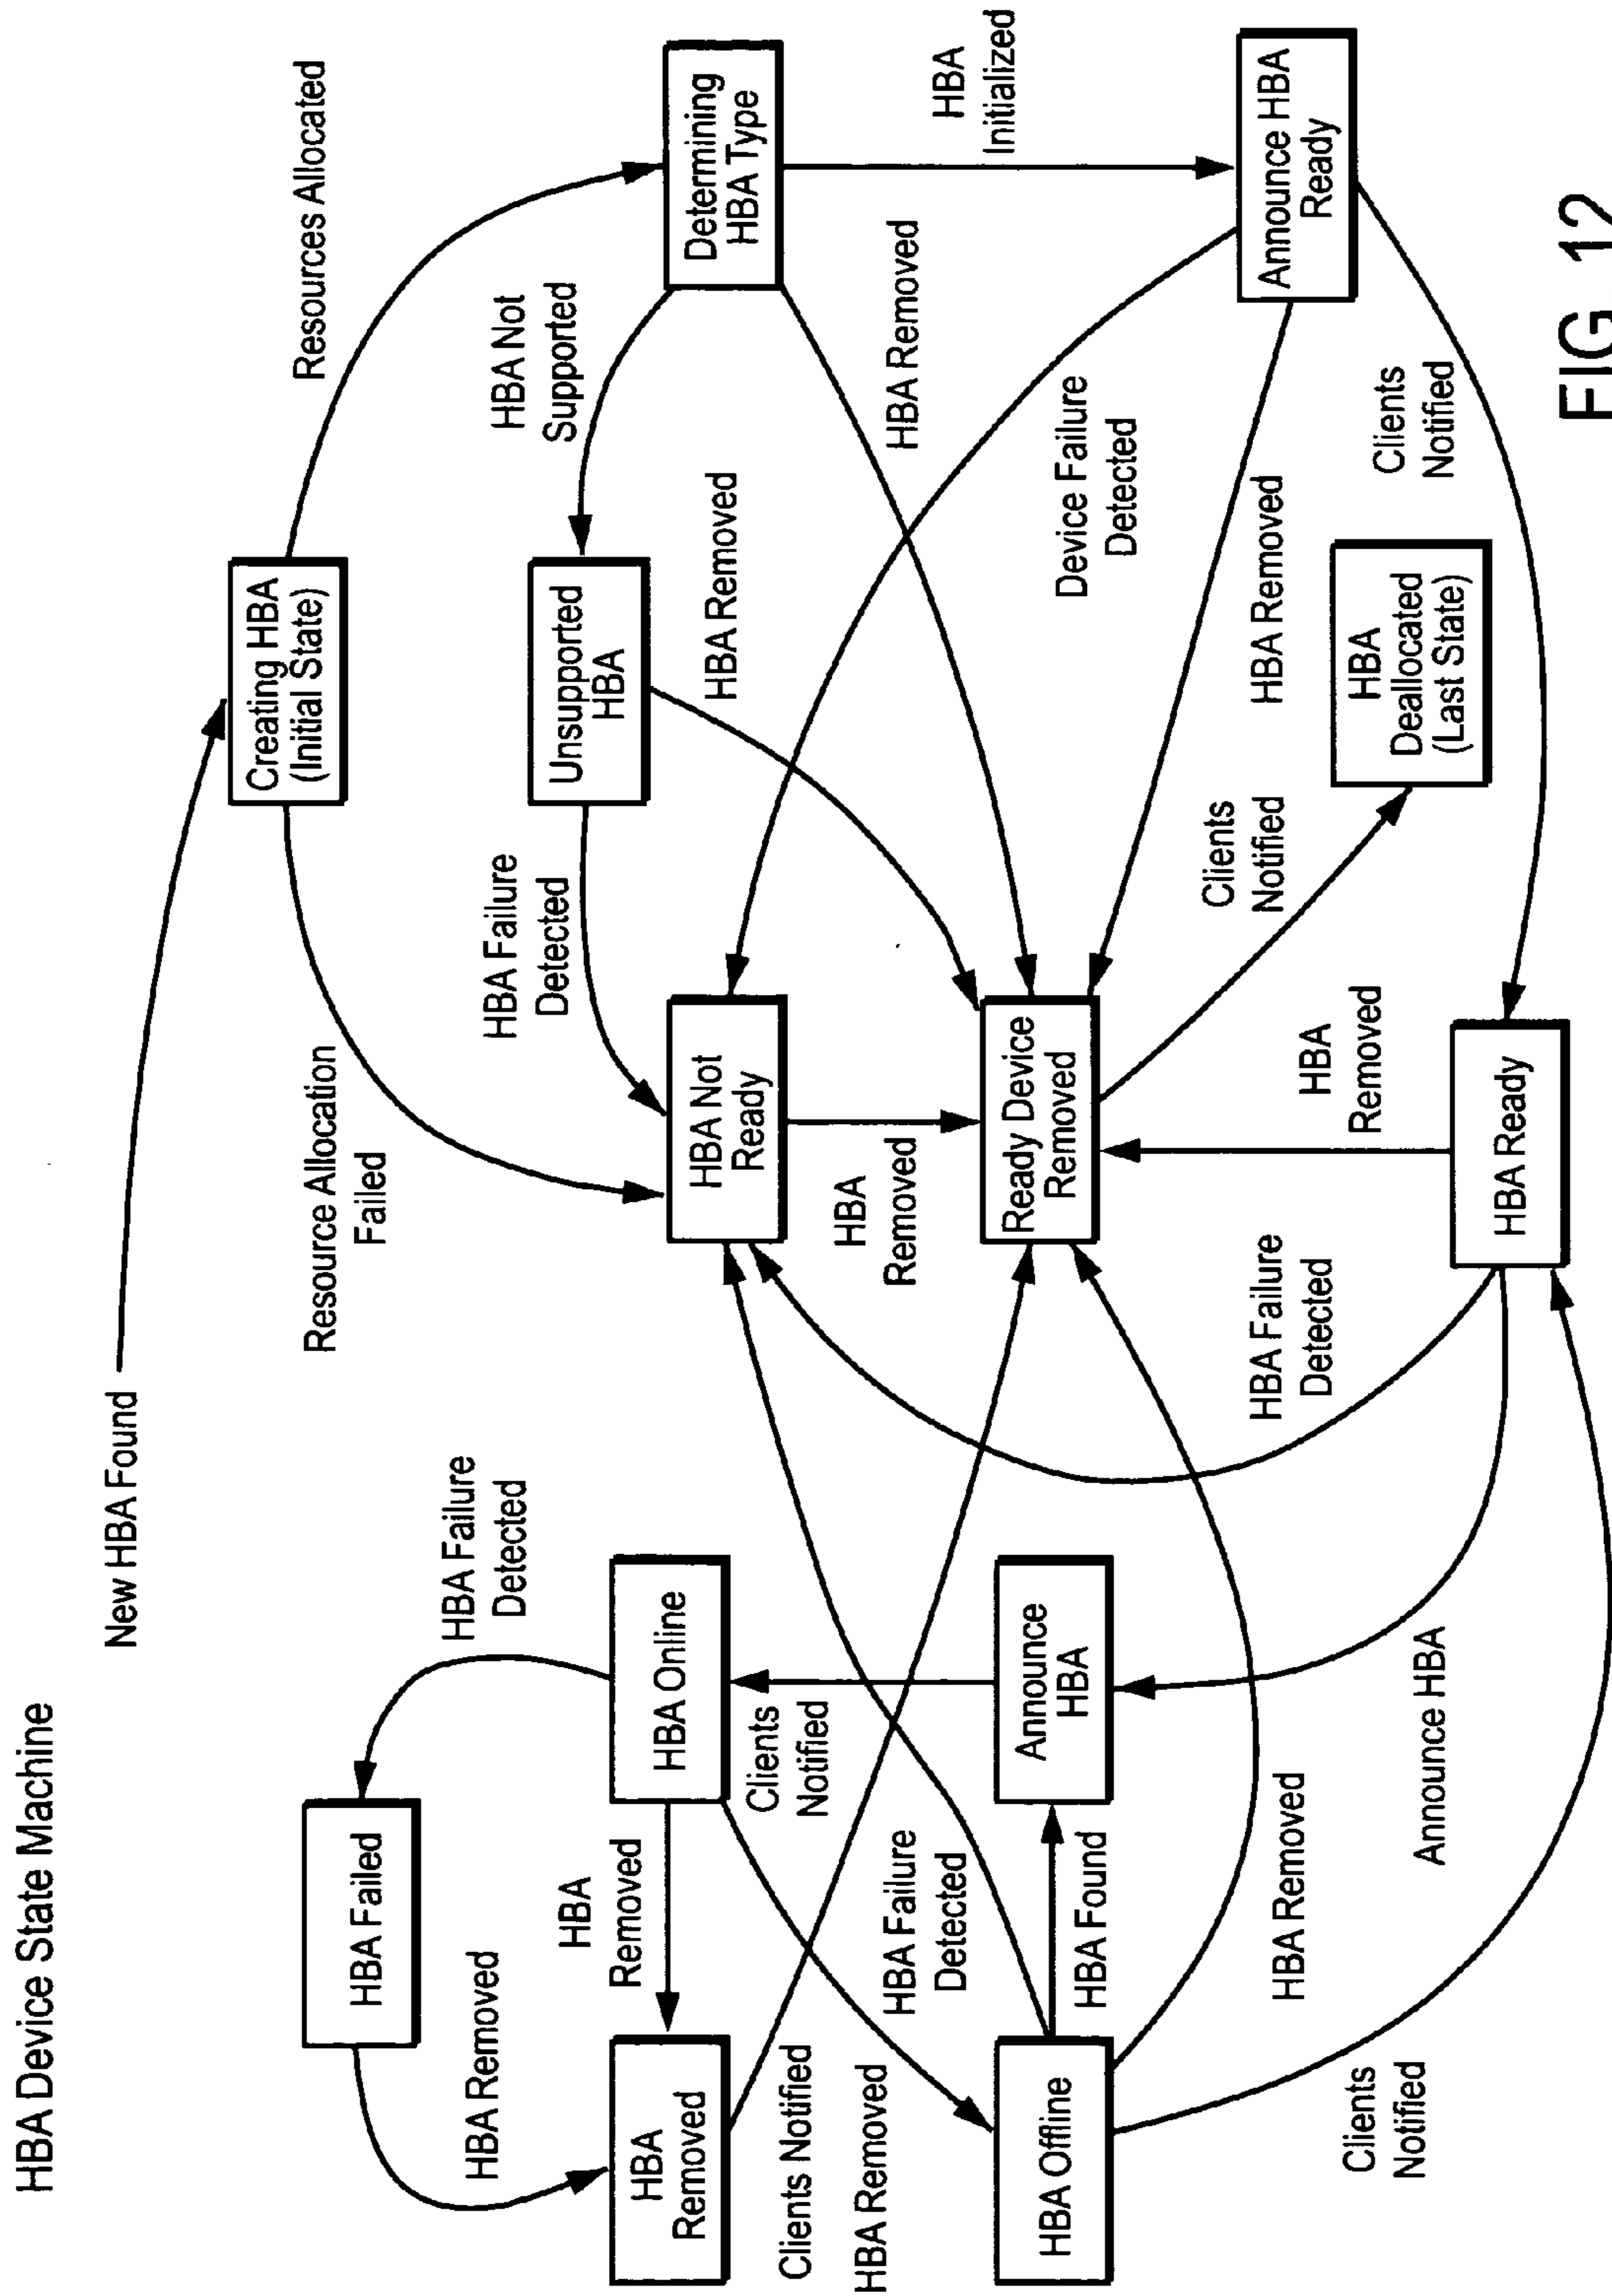 HBA Device State Machine
New HBA Found
Creating HBA
(Initial State)
Resources Allocated
Resource Allocation
Failed
HBA Failed
HBA Failure
Detected
HBA Removed
HBA Failure
Detected
Unsupported
HBA
HBA Not
Supported
Determining
HBA Type
HBA
Removed
HBA
Removed
HBA Online
HBA Not
Ready
HBA Removed
Clients
Notified
HBA
Removed
HBA Removed
HBA
Initialized
Clients Notified
HBA Removed
HBA Failure
Detected
Announce
HBA
Ready Device
Removed
Device Failure
Detected
HBA Offline
HBA Found
Clients
Notified
HBA Removed
Announce HBA
Ready
HBA Removed
HBA Failure
Detected
HBA
Removed
HBA
Deallocated
(Last State)
Clients
Notified
Clients
Notified
Announce HBA
HBA Ready
FIG. 12